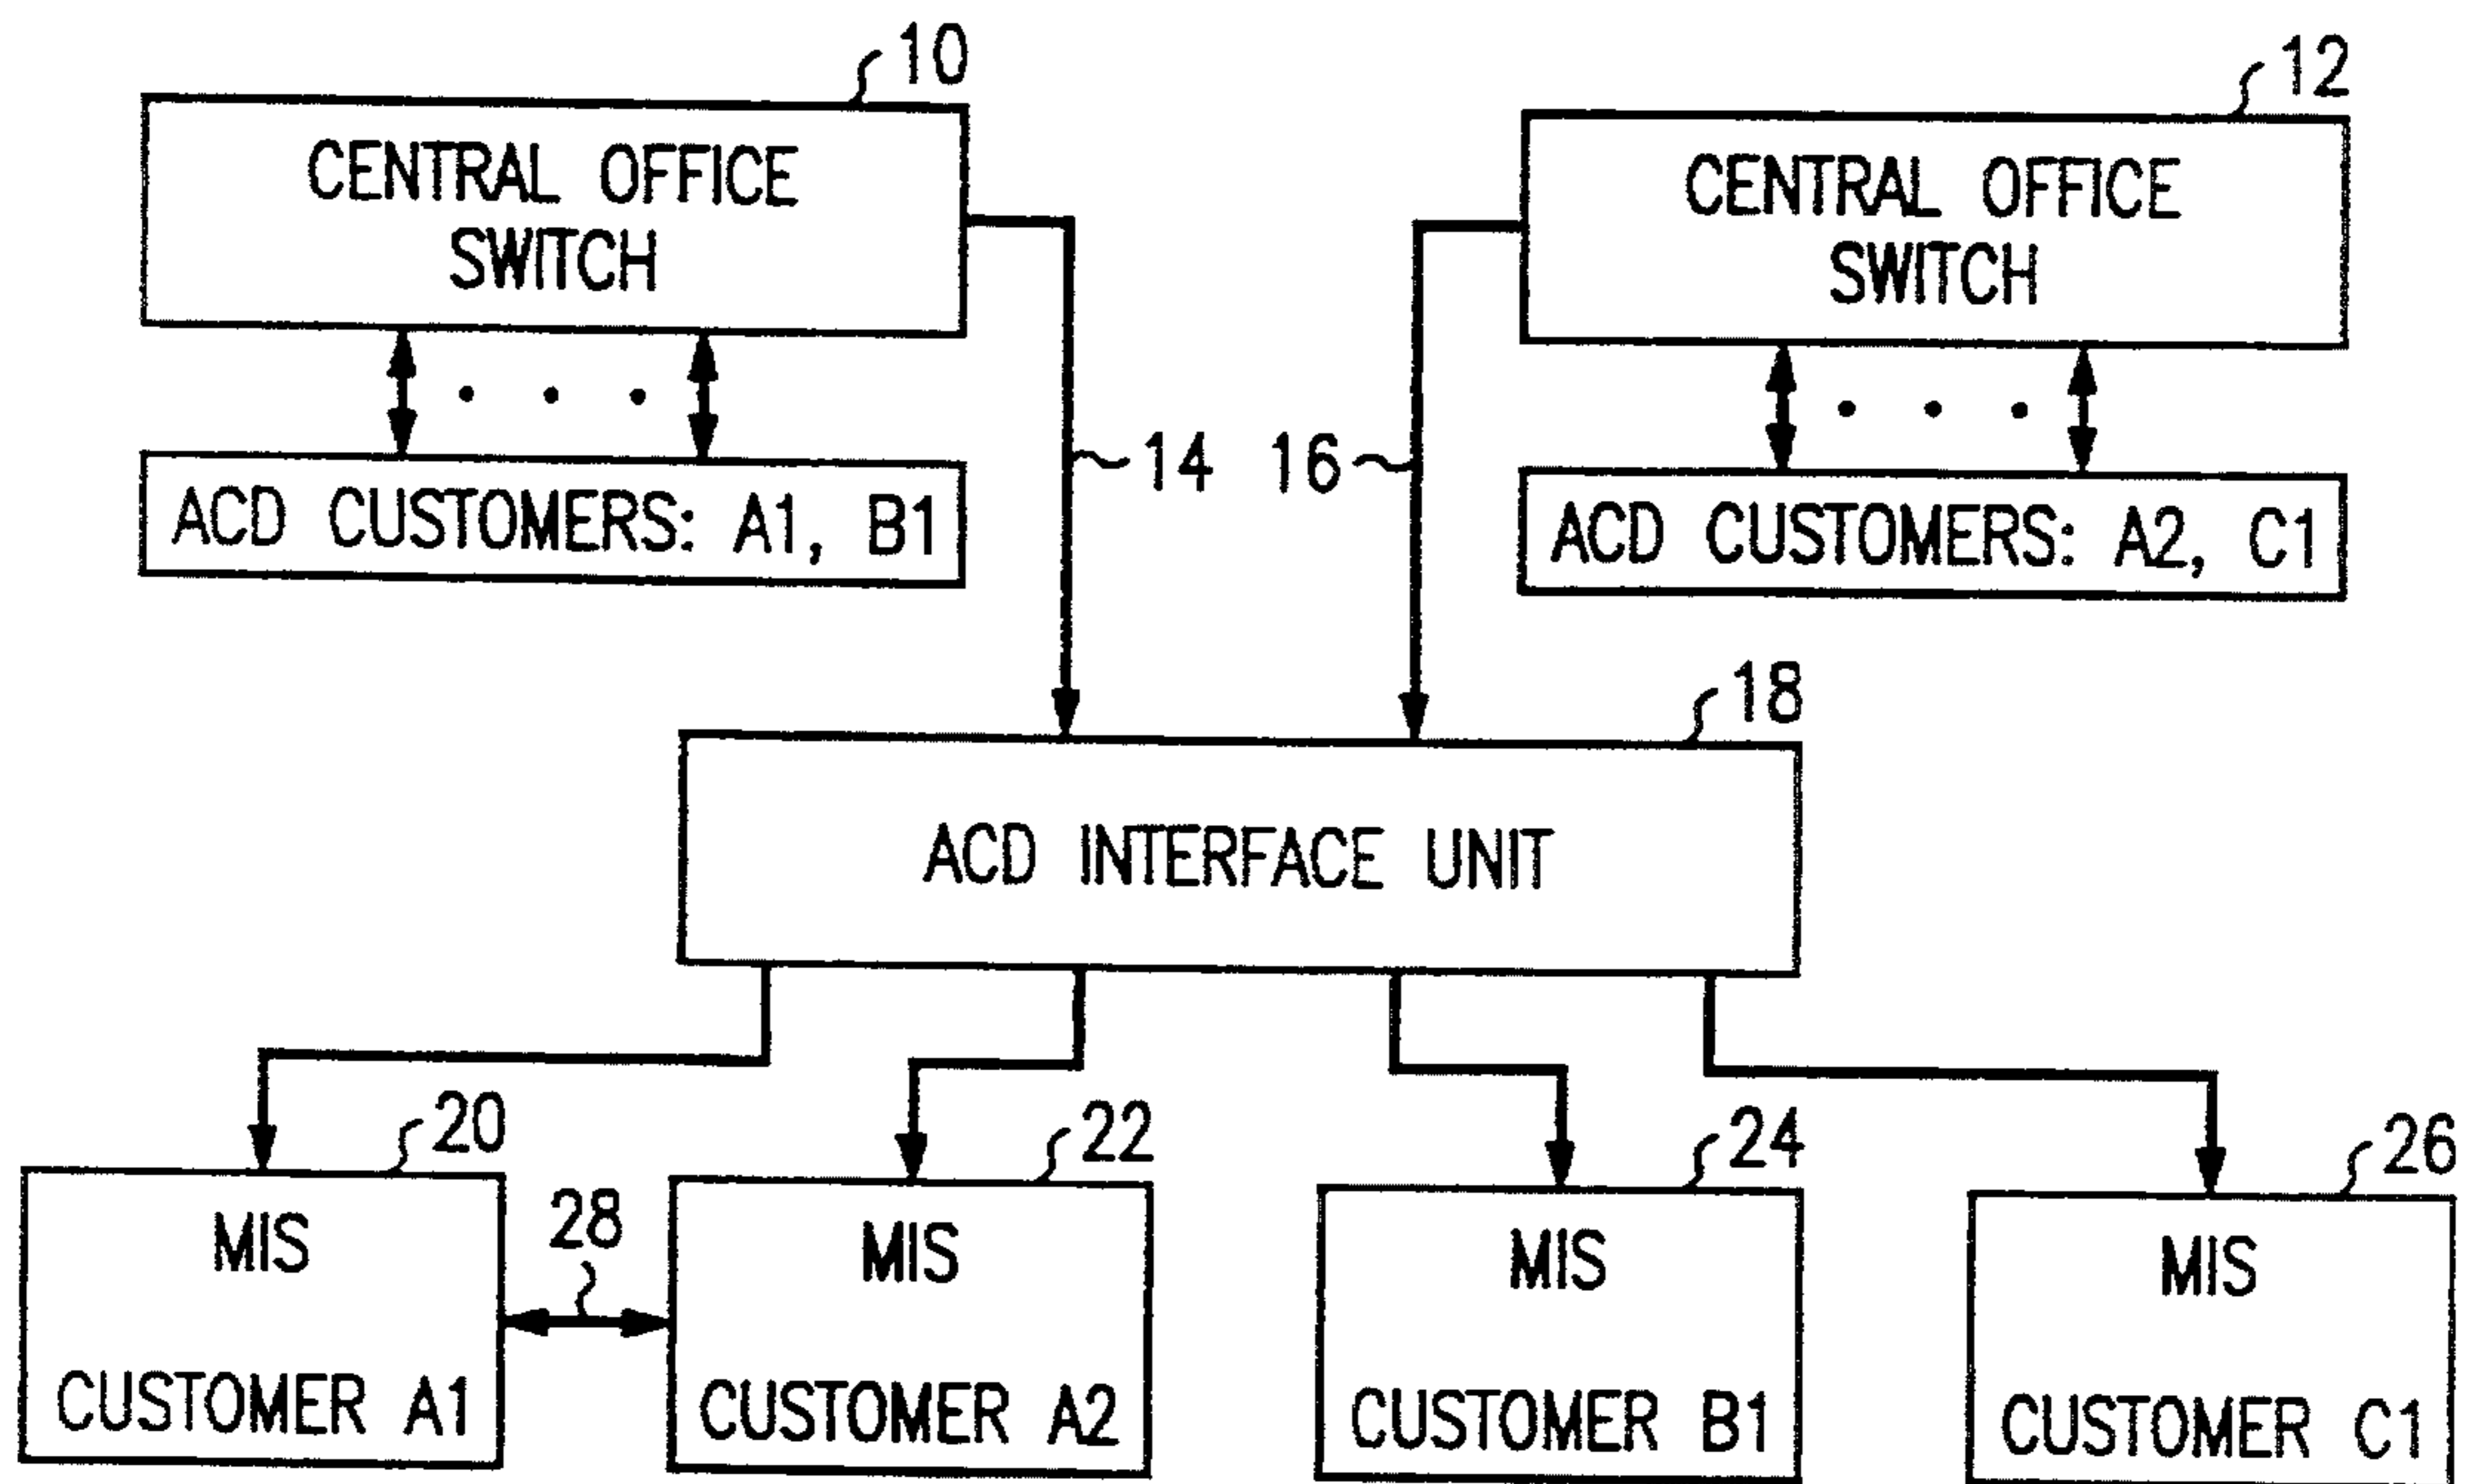 10
12
CENTRAL OFFICE
SWITCH
CENTRAL OFFICE
SWITCH
14
16
ACD CUSTOMERS: A1, B1
ACD CUSTOMERS: A2, C1
18
ACD INTERFACE UNIT
20
22
24
26
28
MIS
CUSTOMER A1
MIS
CUSTOMER A2
MIS
CUSTOMER B1
MIS
CUSTOMER C1